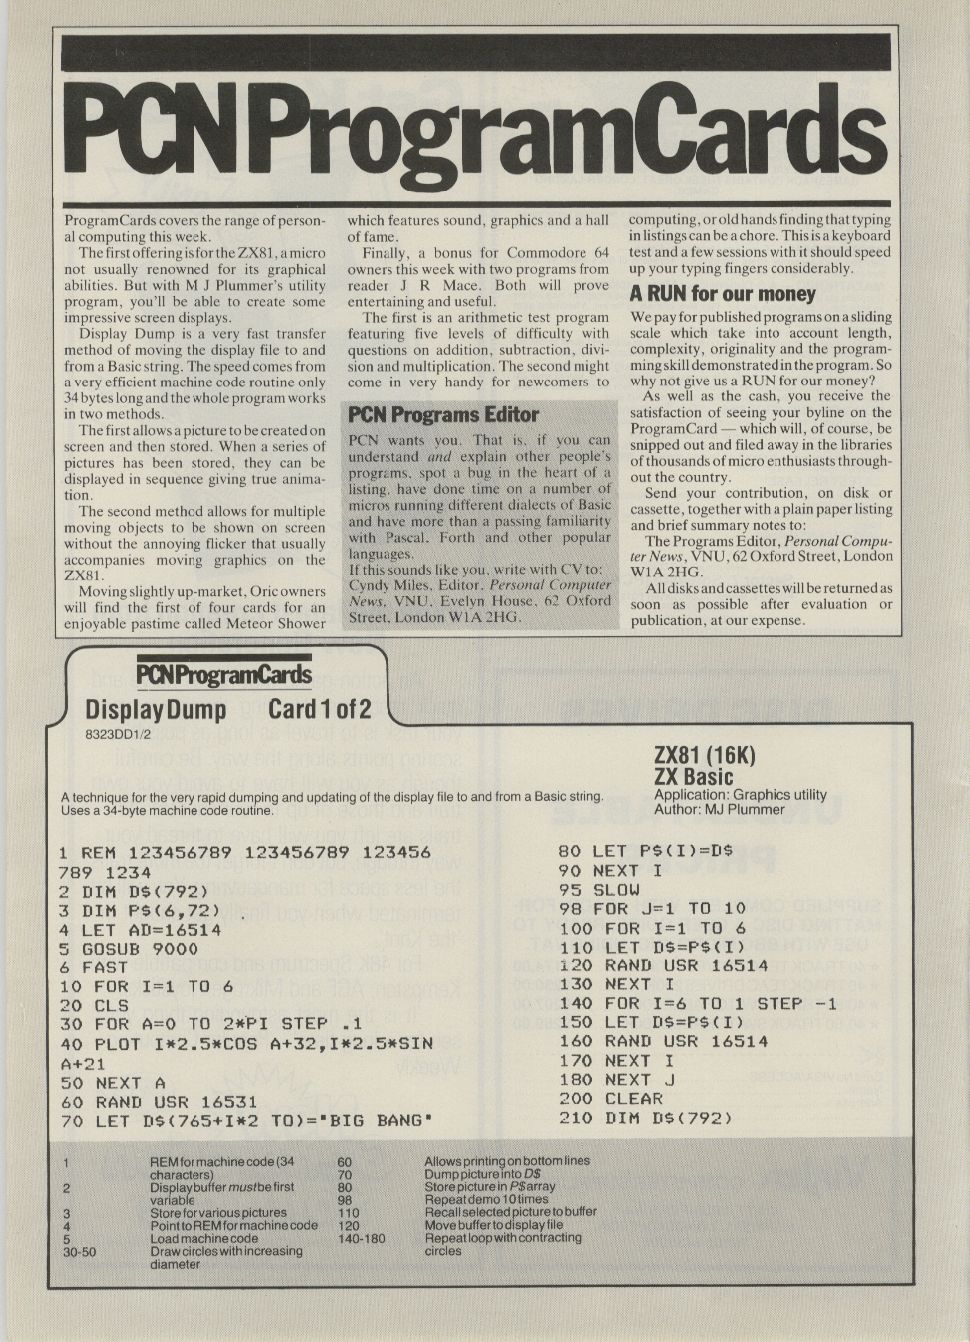 PCN ProgramCards
ProgramCards covers the range of person-
al computing this week.
The first offering is for the ZX81, a micro
not usually renowned for its graphical
abilities. But with M J Plummer's utility
program, you'll be able to create some
impressive screen displays.
Display Dump is a very fast transfer
method of moving the display file to and
from a Basic string. The speed comes from
a very efficient machine code routine only
34 bytes long and the whole program works
in two methods.
The first allows a picture to be created on
screen and then stored. When a series of
pictures has been stored, they can be
displayed in sequence giving true anima-
tion.
The second method allows for multiple
moving objects to be shown on screen
without the annoying flicker that usually
accompanies moving graphics on the
ZX81.
Moving slightly up-market, Oric owners
will find the first of four cards for an
enjoyable pastime called Meteor Shower
which features sound, graphics and a hall
of fame.
Finally, a bonus for Commodore 64
owners this week with two programs from
reader J R Mace. Both will prove
entertaining and useful.
The first is an arithmetic test program
featuring five levels of difficulty with
questions on addition, subtraction, divi-
sion and multiplication. The second might
come in very handy for newcomers to
PCN Programs Editor
PCN wants you. That is, if you can
understand and explain other people's
programs, spot a bug in the heart of a
listing, have done time on a number of
micros running different dialects of Basic
and have more than a passing familiarity
with Pascal, Forth and other popular
languages.
If this sounds like you, write with CV to:
Cyndy Miles, Editor, Personal Computer
News, VNU, Evelyn House, 62 Oxford
Street, London W1A 2HG.
computing, or old hands finding that typing
in listings can be a chore. This is a keyboard
test and a few sessions with it should speed
up your typing fingers considerably.
A RUN for our money
We pay for published programs on a sliding
scale which take into account length,
complexity, originality and the program-
ming skill demonstrated in the program. So
why not give us a RUN for our money?
As well as the cash, you receive the
satisfaction of seeing your byline on the
ProgramCard — which will, of course, be
snipped out and filed away in the libraries
of thousands of micro enthusiasts through-
out the country.
Send your contribution, on disk or
cassette, together with a plain paper listing
and brief summary notes to:
The Programs Editor, Personal Compu-
ter News, VNU, 62 Oxford Street, London
W1A 2HG.
All disks and cassettes will be returned as
soon as possible after evaluation or
publication, at our expense.
PCN ProgramCards
Display Dump Card 1 of 2
8323DD1/2
ZX81 (16K)
ZX Basic
Application: Graphics utility
Author: MJ Plummer
A technique for the very rapid dumping and updating of the display file to and from a Basic string.
Uses a 34-byte machine code routine.
1 REM 123456789 123456789 123456
789 1234
2 DIM D$(792)
3 DIM P$(6,72)
4 LET AD=16514
5 GOSUB 9000
6 FAST
10 FOR I=1 TO 6
20 CLS
30 FOR A=0 TO 2*PI STEP .1
40 PLOT I*2.5*COS A+32,I*2.5*SIN
A+21
50 NEXT A
60 RAND USR 16531
70 LET D$(765+I*2 TO)="BIG BANG"
80 LET P$(I)=D$
90 NEXT I
95 SLOW
98 FOR J=1 TO 10
100 FOR I=1 TO 6
110 LET D$=P$(I)
120 RAND USR 16514
130 NEXT I
140 FOR I=6 TO 1 STEP -1
150 LET D$=P$(I)
160 RAND USR 16514
170 NEXT I
180 NEXT J
200 CLEAR
210 DIM D$(792)
1 REM for machine code (34
characters)
2 Display buffer must be first
variable
3 Store for various pictures
4 Point to REM for machine code
5 Load machine code
30-50 Draw circles with increasing
diameter
60 Allows printing on bottom lines
70 Dump picture into D$
80 Store picture in P$ array
98 Repeat demo 10 times
110 Recall selected picture to buffer
120 Move buffer to display file
140-180 Repeat loop with contracting
circles